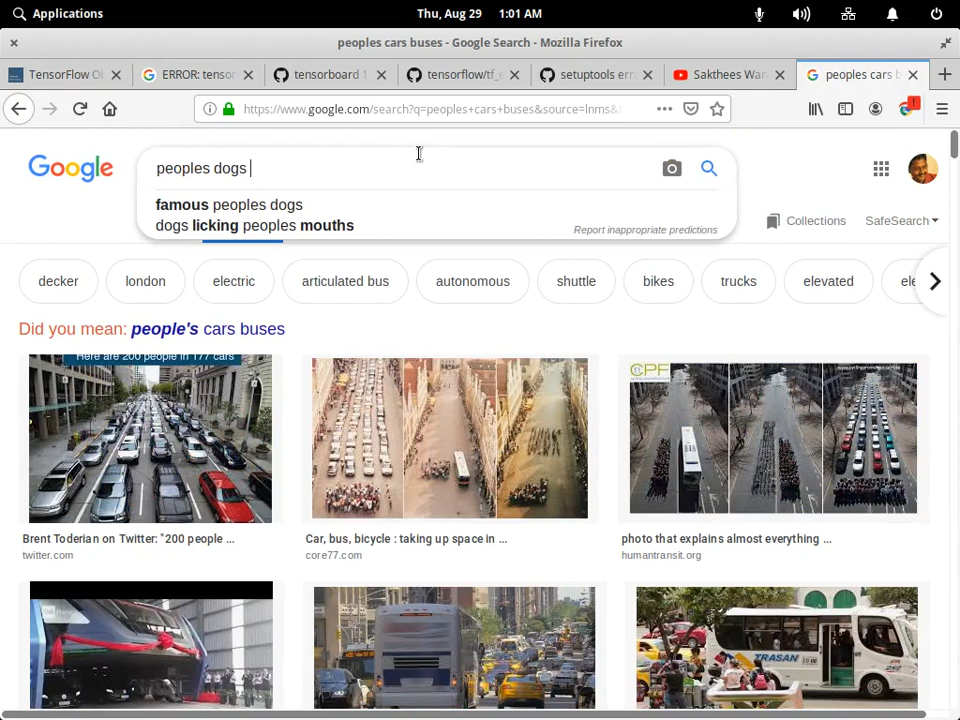 Applications
Thu, Aug 29 1:01 AM
peoples cars buses - Google Search - Mozilla Firefox
TensorFlow Ob
ERROR: tensor
tensorboard 1
tensorflow/tf_
setuptools err
Sakthees War
peoples cars b
https://www.google.com/search?q=peoples+cars+buses&source=lnms&
Google
peoples dogs
famous peoples dogs
dogs licking peoples mouths
Report inappropriate predictions
Collections
SafeSearch
decker
london
electric
articulated bus
autonomous
shuttle
bikes
trucks
elevated
ele
Did you mean: people's cars buses
Here are 200 people in 177 cars
CPF
Brent Toderian on Twitter: "200 people ...
twitter.com
Car, bus, bicycle : taking up space in ...
core77.com
photo that explains almost everything ...
humantransit.org
TRASAN